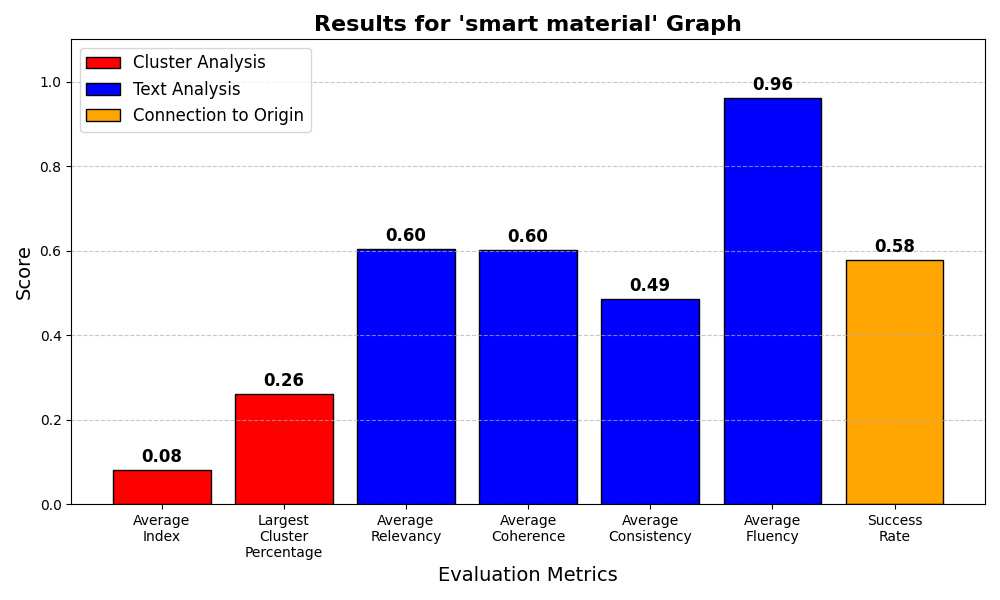 Results for 'smart material' Graph
Cluster Analysis
Text Analysis
Connection to Origin
Score
1.0
0.8
0.6
0.4
0.2
0.0
0.08
0.26
0.60
0.60
0.49
0.96
0.58
Average
Index
Largest
Cluster
Percentage
Average
Relevancy
Average
Coherence
Average
Consistency
Average
Fluency
Success
Rate
Evaluation Metrics